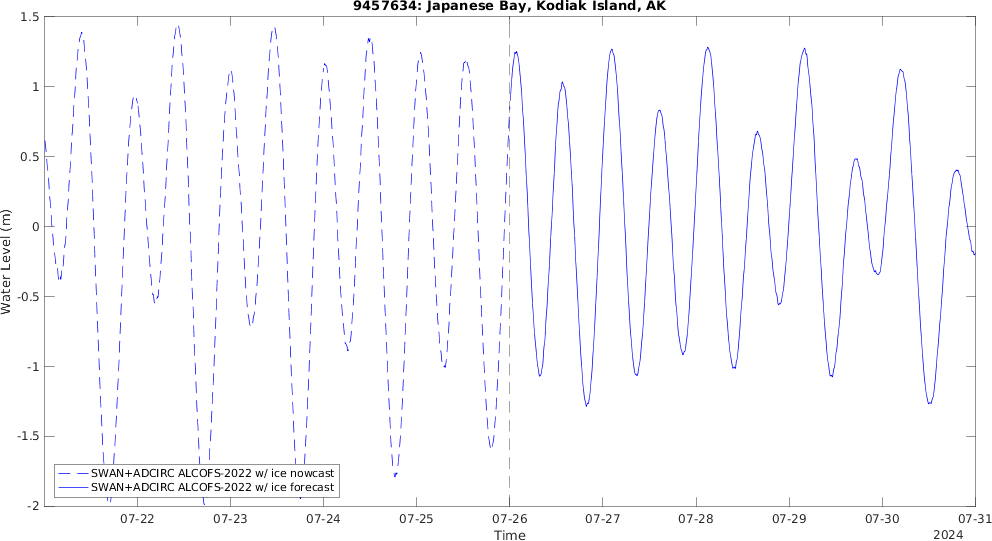 9457634: Japanese Bay, Kodiak Island, AK
1.5
1
0.5
0
-0.5
-1
-1.5
-2
Water Level (m)
SWAN+ADCIRC ALCOFS-2022 w/ ice nowcast
SWAN+ADCIRC ALCOFS-2022 w/ ice forecast
07-22 07-23 07-24 07-25 07-26 07-27 07-28 07-29 07-30 07-31
Time
2024